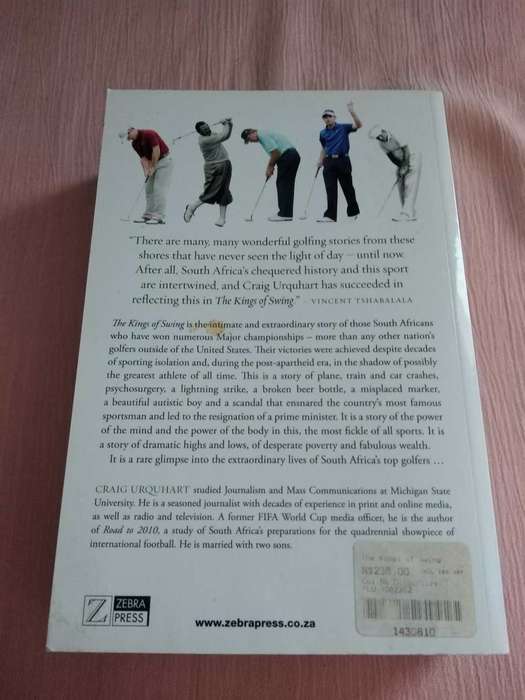 "There are many, many wonderful golfing stories from these
shores that have never seen the light of day – until now.
After all, South Africa's chequered history and this sport
are intertwined, and Craig Urquhart has succeeded in
reflecting this in The Kings of Swing." – VINCENT TSHABALALA
The Kings of Swing is the intimate and extraordinary story of those South Africans
who have won numerous Major championships – more than any other nation's
golfers outside of the United States. Their victories were achieved despite decades
of sporting isolation and, during the post-apartheid era, in the shadow of possibly
the greatest athlete of all time. This is a story of plane, train and car crashes,
psychosurgery, a lightning strike, a broken beer bottle, a misplaced marker,
a beautiful autistic boy and a scandal that ensnared the country's most famous
sportsman and led to the resignation of a prime minister. It is a story of the power
of the mind and the power of the body in this, the most fickle of all sports. It is
a story of dramatic highs and lows, of desperate poverty and fabulous wealth.
It is a rare glimpse into the extraordinary lives of South Africa's top golfers ...
CRAIG URQUHART studied Journalism and Mass Communications at Michigan State
University. He is a seasoned journalist with decades of experience in print and online media,
as well as radio and television. A former FIFA World Cup media officer, he is the author
of Road to 2010, a study of South Africa's preparations for the quadrennial showpiece of
international football. He is married with two sons.
The Kings of Swing
N$238.00
1430810
Z ZEBRA
PRESS
www.zebrapress.co.za